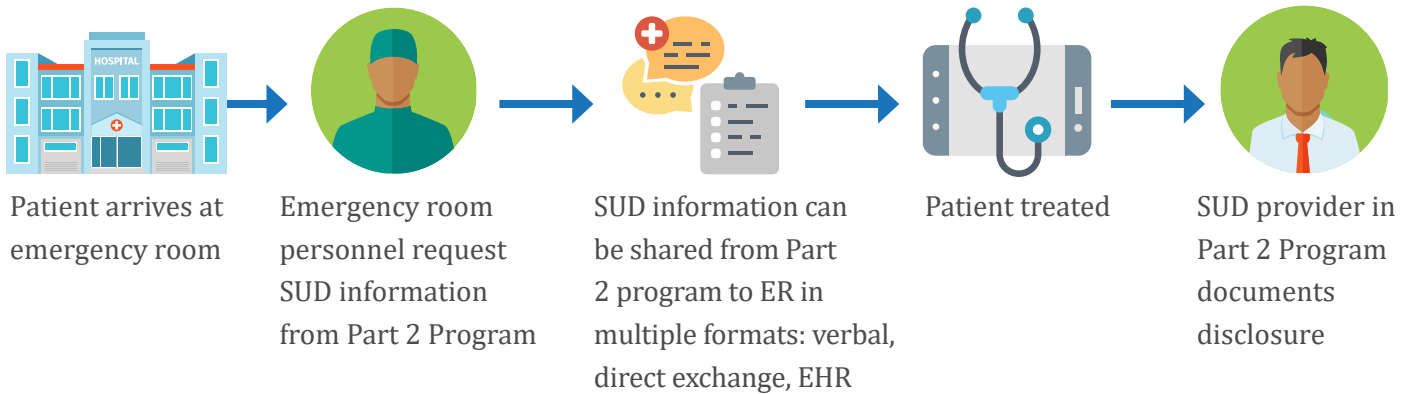 HOSPITAL
Patient arrives at
emergency room
Emergency room
personnel request
SUD information
from Part 2 Program
SUD information can
be shared from Part
2 program to ER in
multiple formats: verbal,
direct exchange, EHR
Patient treated
SUD provider in
Part 2 Program
documents
disclosure